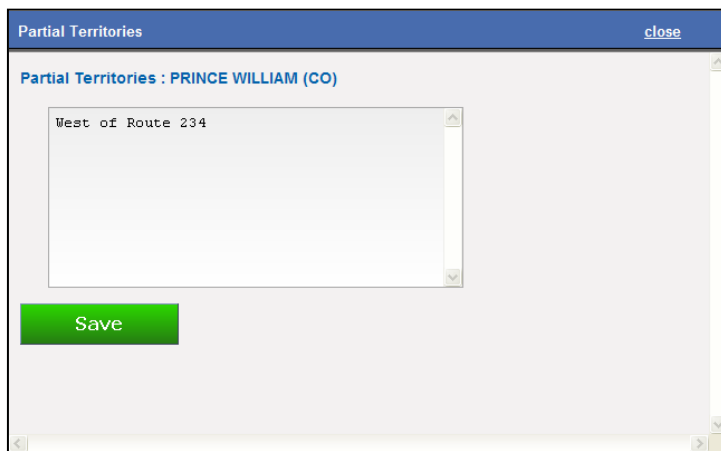 Partial Territories close
Partial Territories : PRINCE WILLIAM (CO)
West of Route 234
Save